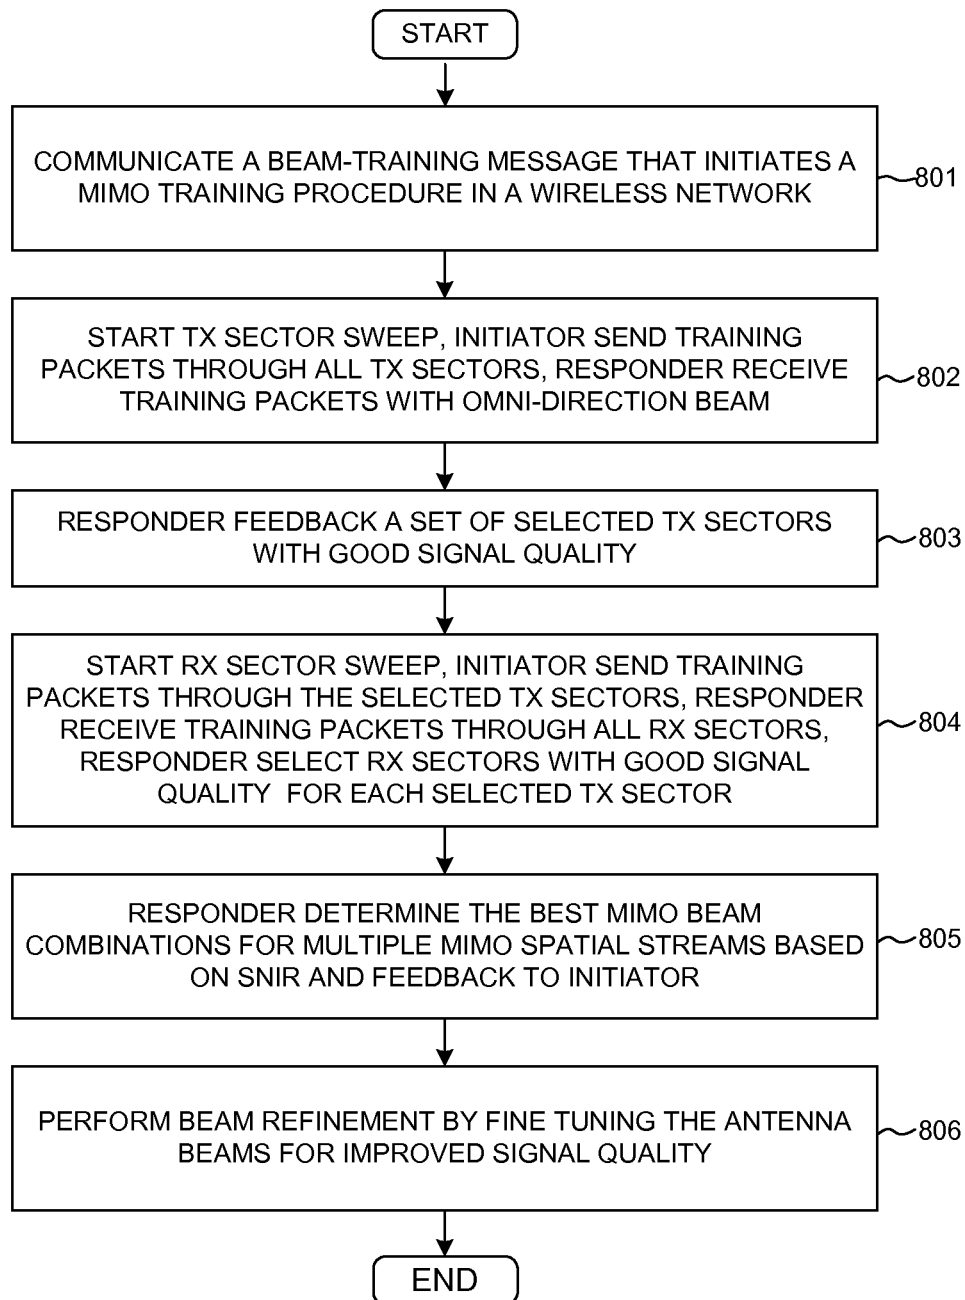 START
COMMUNICATE A BEAM-TRAINING MESSAGE THAT INITIATES A
MIMO TRAINING PROCEDURE IN A WIRELESS NETWORK
801
START TX SECTOR SWEEP, INITIATOR SEND TRAINING
PACKETS THROUGH ALL TX SECTORS, RESPONDER RECEIVE
TRAINING PACKETS WITH OMNI-DIRECTION BEAM
802
RESPONDER FEEDBACK A SET OF SELECTED TX SECTORS
WITH GOOD SIGNAL QUALITY
803
START RX SECTOR SWEEP, INITIATOR SEND TRAINING
PACKETS THROUGH THE SELECTED TX SECTORS, RESPONDER
RECEIVE TRAINING PACKETS THROUGH ALL RX SECTORS,
RESPONDER SELECT RX SECTORS WITH GOOD SIGNAL
QUALITY FOR EACH SELECTED TX SECTOR
804
RESPONDER DETERMINE THE BEST MIMO BEAM
COMBINATIONS FOR MULTIPLE MIMO SPATIAL STREAMS BASED
ON SNIR AND FEEDBACK TO INITIATOR
805
PERFORM BEAM REFINEMENT BY FINE TUNING THE ANTENNA
BEAMS FOR IMPROVED SIGNAL QUALITY
806
END